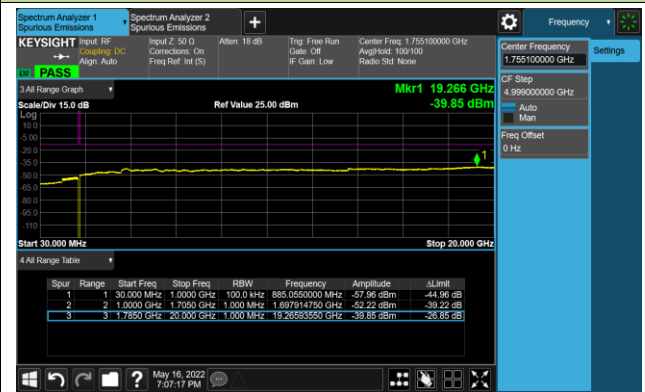 Spectrum Analyzer 1
Spurious Emissions
Spectrum Analyzer 2
Spurious Emissions
+
Frequency
KEYSIGHT
Input: RF
Coupling: DC
Align: Auto
Input Z: 50 Ω
Corrections: On
Freq Ref: Int (S)
Atten: 18 dB
Trig: Free Run
Gate: Off
IF Gain: Low
Center Freq: 1.755100000 GHz
Avg|Hold: 100/100
Radio Std: None
PASS
Center Frequency
1.755100000 GHz
Settings
CF Step
4.999000000 GHz
Auto
Man
Freq Offset
0 Hz
3 All Range Graph
Mkr1 19.266 GHz
Scale/Div 15.0 dB
Ref Value 25.00 dBm
-39.85 dBm
Log
10.0
-5.00
-20.0
-35.0
-50.0
-65.0
-80.0
-95.0
-110
1
Start 30.000 MHz
Stop 20.000 GHz
4 All Range Table
Spur Range Start Freq Stop Freq RBW Frequency Amplitude ΔLimit
1 1 30.000 MHz 1.0000 GHz 100.0 kHz 885.0550000 MHz -57.96 dBm -44.96 dB
2 2 1.0000 GHz 1.7050 GHz 1.000 MHz 1.697914750 GHz -52.22 dBm -39.22 dB
3 3 1.7850 GHz 20.000 GHz 1.000 MHz 19.26593550 GHz -39.85 dBm -26.85 dB
?
May 16, 2022
7:07:17 PM